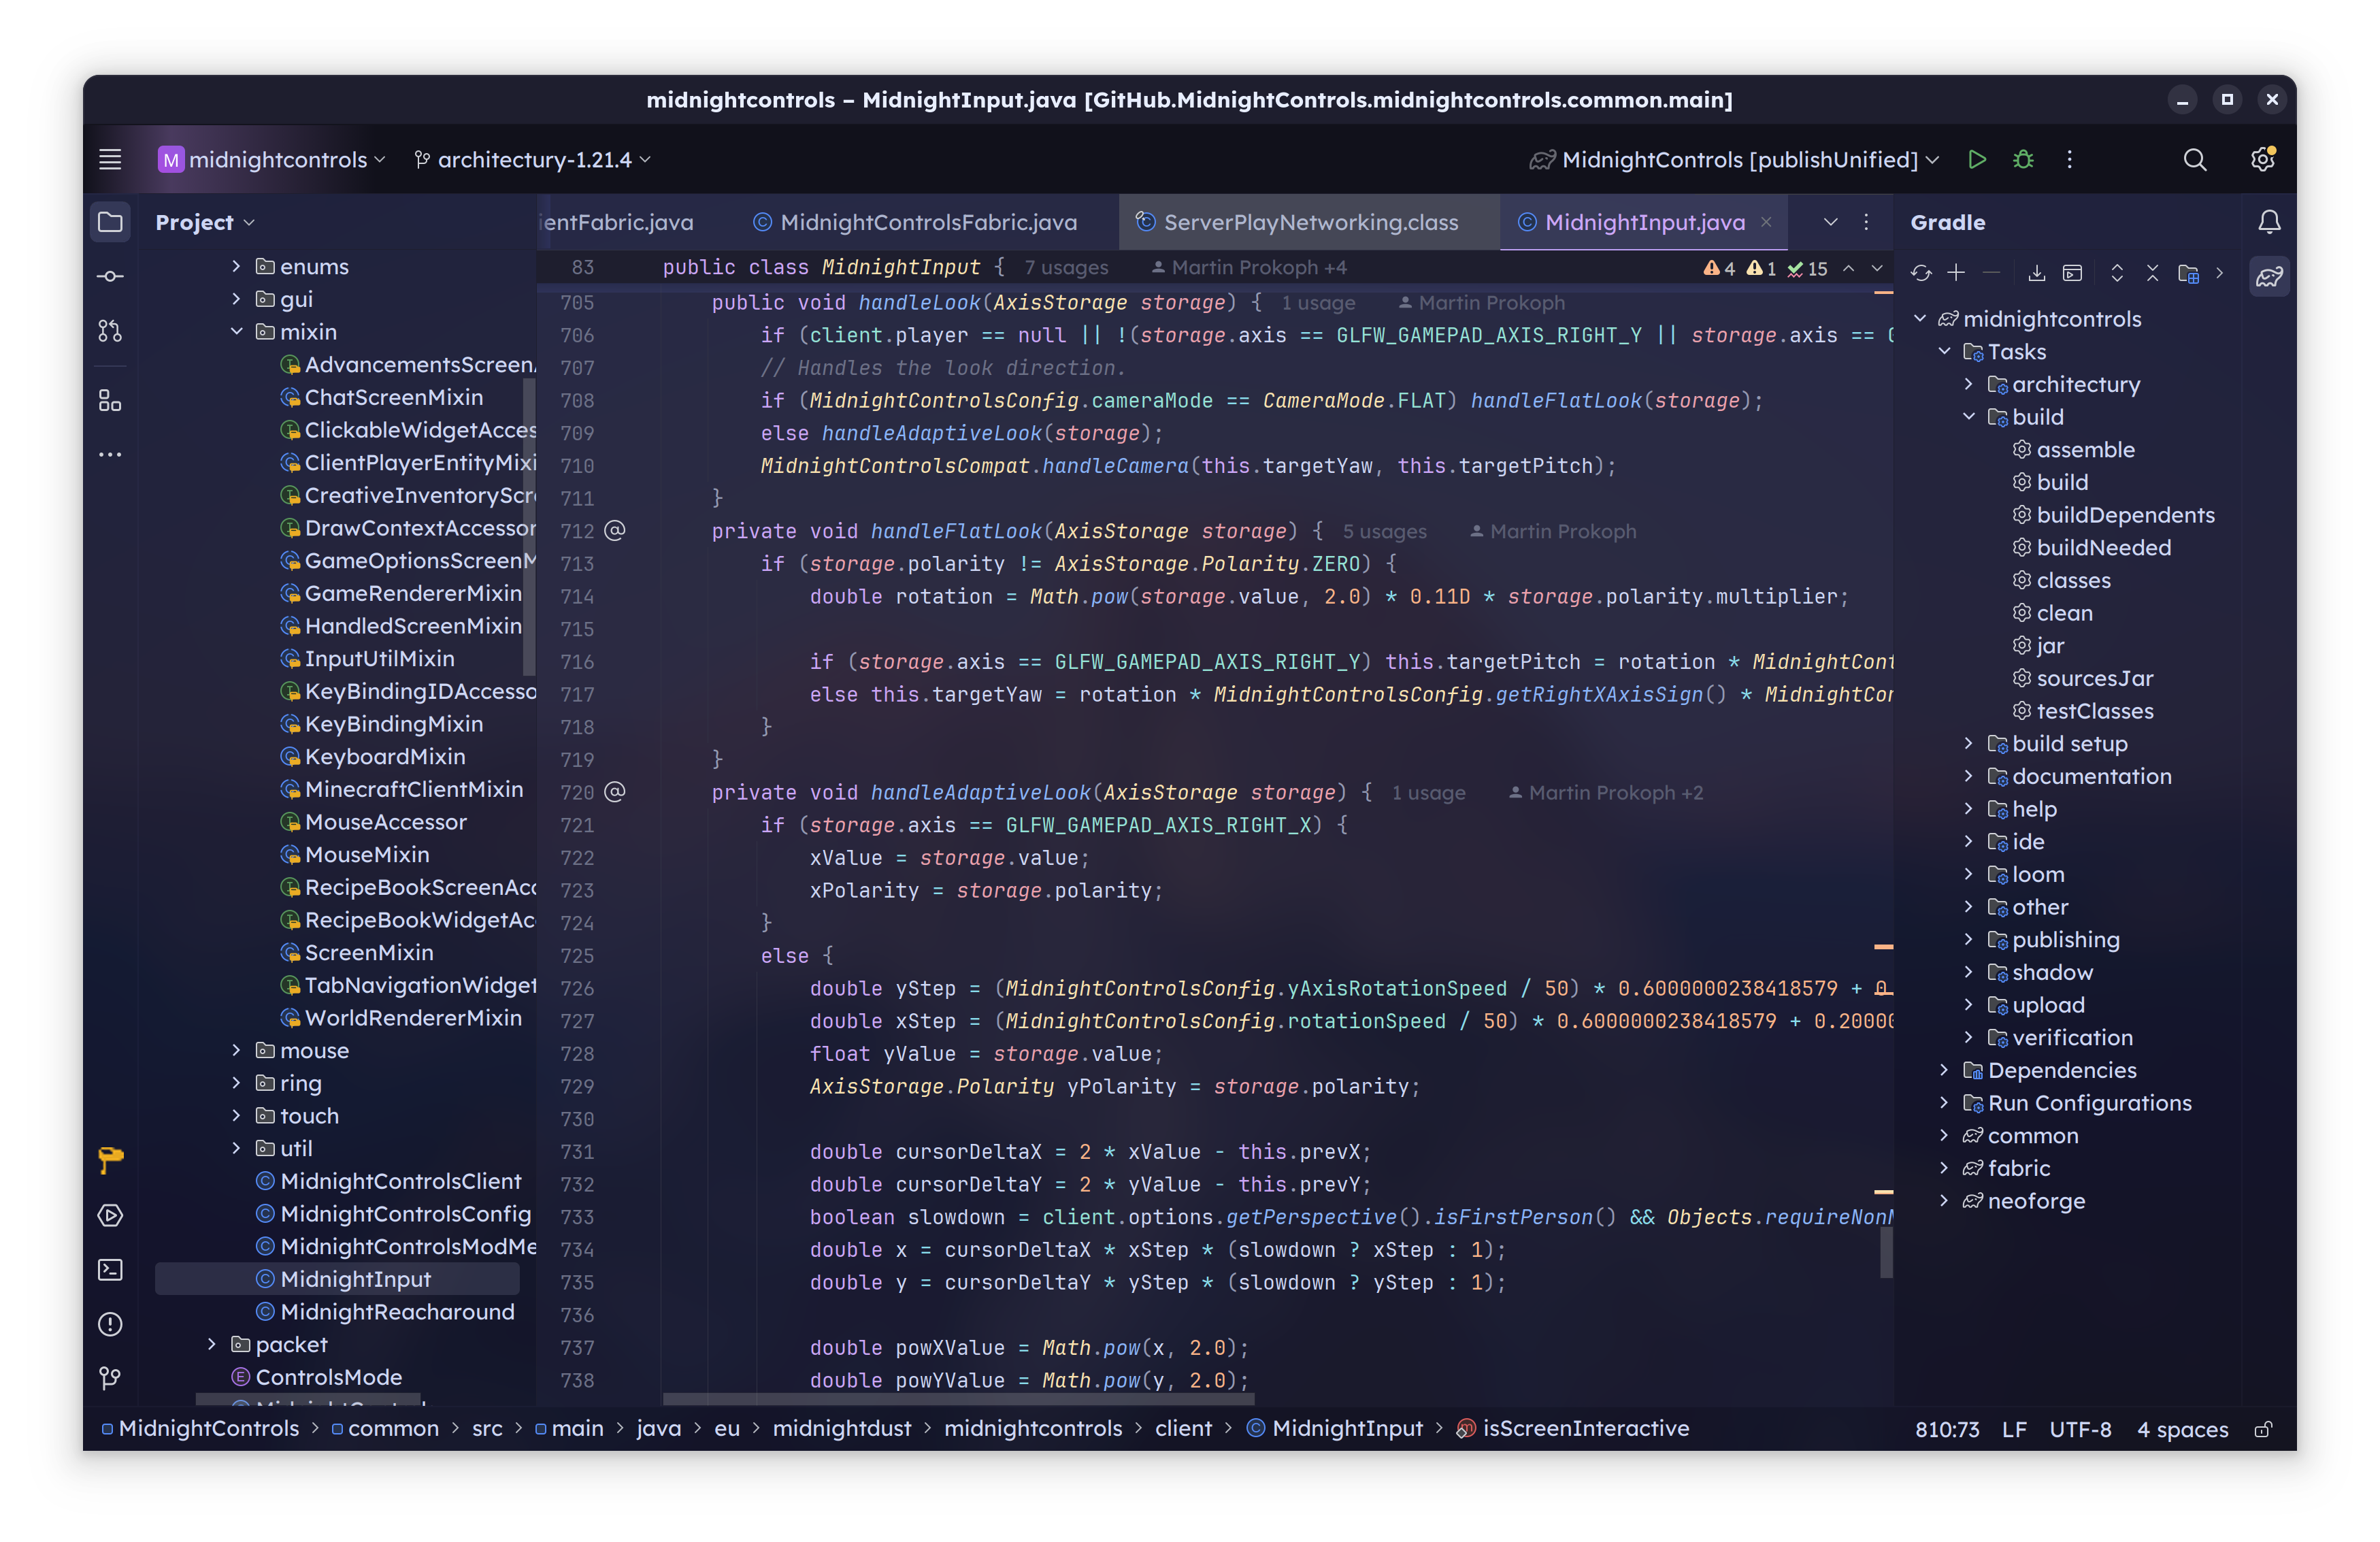 midnightcontrols – MidnightInput.java [GitHub.MidnightControls.midnightcontrols.common.main]
M midnightcontrols
architecture-1.21.4
MidnightControls [publishUnified]
Project
enums
gui
mixin
AdvancementsScreen
ChatScreenMixin
ClickableWidgetAcces
ClientPlayerEntityMixi
CreativeInventoryScr
DrawContextAccessor
GameOptionsScreenM
GameRendererMixin
HandledScreenMixin
InputUtilMixin
KeyBindingIDAccesso
KeyBindingMixin
KeyboardMixin
MinecraftClientMixin
MouseAccessor
MouseMixin
RecipeBookScreenAcc
RecipeBookWidgetAc
ScreenMixin
TabNavigationWidget
WorldRendererMixin
mouse
ring
touch
util
MidnightControlsClient
MidnightControlsConfig
MidnightControlsModMe
MidnightInput
MidnightReacharound
packet
ControlsMode
ientFabric.java
MidnightControlsFabric.java
ServerPlayNetworking.class
MidnightInput.java
83 public class MidnightInput { 7 usages Martin Prokoph +4
4 1 15
705 public void handleLook(AxisStorage storage) { 1 usage Martin Prokoph
706 if (client.player == null || !(storage.axis == GLFW_GAMEPAD_AXIS_RIGHT_Y || storage.axis == G
707 // Handles the look direction.
708 if (MidnightControlsConfig.cameraMode == CameraMode.FLAT) handleFlatLook(storage);
709 else handleAdaptiveLook(storage);
710 MidnightControlsCompat.handleCamera(this.targetYaw, this.targetPitch);
711 }
712 @ private void handleFlatLook(AxisStorage storage) { 5 usages Martin Prokoph
713 if (storage.polarity != AxisStorage.Polarity.ZERO) {
714 double rotation = Math.pow(storage.value, 2.0) * 0.11D * storage.polarity.multiplier;
715
716 if (storage.axis == GLFW_GAMEPAD_AXIS_RIGHT_Y) this.targetPitch = rotation * MidnightCont
717 else this.targetYaw = rotation * MidnightControlsConfig.getRightXAxisSign() * MidnightCon
718 }
719 }
720 @ private void handleAdaptiveLook(AxisStorage storage) { 1 usage Martin Prokoph +2
721 if (storage.axis == GLFW_GAMEPAD_AXIS_RIGHT_X) {
722 xValue = storage.value;
723 xPolarity = storage.polarity;
724 }
725 else {
726 double yStep = (MidnightControlsConfig.yAxisRotationSpeed / 50) * 0.6000000238418579 + 0.
727 double xStep = (MidnightControlsConfig.rotationSpeed / 50) * 0.6000000238418579 + 0.20000
728 float yValue = storage.value;
729 AxisStorage.Polarity yPolarity = storage.polarity;
730
731 double cursorDeltaX = 2 * xValue - this.prevX;
732 double cursorDeltaY = 2 * yValue - this.prevY;
733 boolean slowdown = client.options.getPerspective().isFirstPerson() && Objects.requireNonN
734 double x = cursorDeltaX * xStep * (slowdown ? xStep : 1);
735 double y = cursorDeltaY * yStep * (slowdown ? yStep : 1);
736
737 double powXValue = Math.pow(x, 2.0);
738 double powYValue = Math.pow(y, 2.0);
Gradle
midnightcontrols
Tasks
architecture
build
assemble
build
buildDependents
buildNeeded
classes
clean
jar
sourcesJar
testClasses
build setup
documentation
help
ide
loom
other
publishing
shadow
upload
verification
Dependencies
Run Configurations
common
fabric
neoforge
MidnightControls > common > src > main > java > eu > midnightdust > midnightcontrols > client > MidnightInput > isScreenInteractive
810:73 LF UTF-8 4 spaces